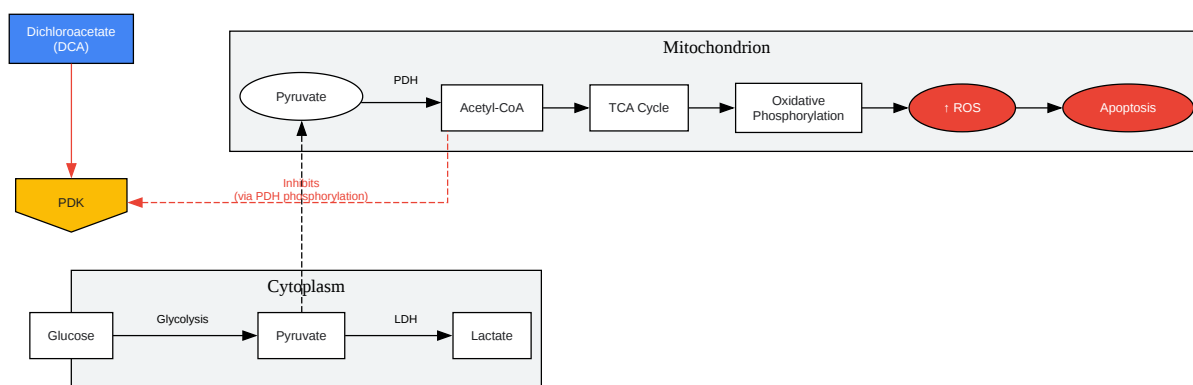 Dichloroacetate
(DCA)
Mitochondrion
Pyruvate
PDH
Acetyl-CoA
TCA Cycle
Oxidative
Phosphorylation
↑ ROS
Apoptosis
Inhibits
(via PDH phosphorylation)
PDK
Cytoplasm
Glucose
Glycolysis
Pyruvate
LDH
Lactate